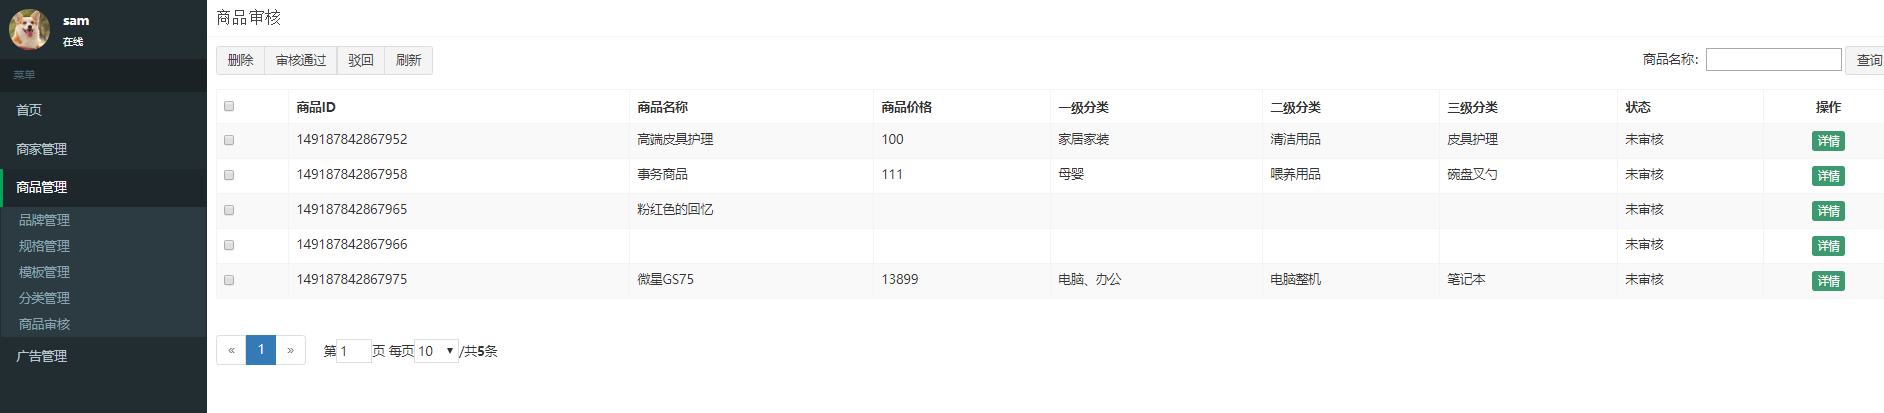 sam
在线
菜单
首页
商家管理
商品管理
品牌管理
规格管理
模板管理
分类管理
商品审核
广告管理
商品审核
删除 审核通过 驳回 刷新 商品名称： 查询
商品ID 商品名称 商品价格 一级分类 二级分类 三级分类 状态 操作
149187842867952 高端皮具护理 100 家居家装 清洁用品 皮具护理 未审核 详情
149187842867958 事务商品 111 母婴 喂养用品 碗盘叉勺 未审核 详情
149187842867965 粉红色的回忆 未审核 详情
149187842867966 未审核 详情
149187842867975 微星GS75 13899 电脑、办公 电脑整机 笔记本 未审核 详情
« 1 » 第1页 每页10 /共5条